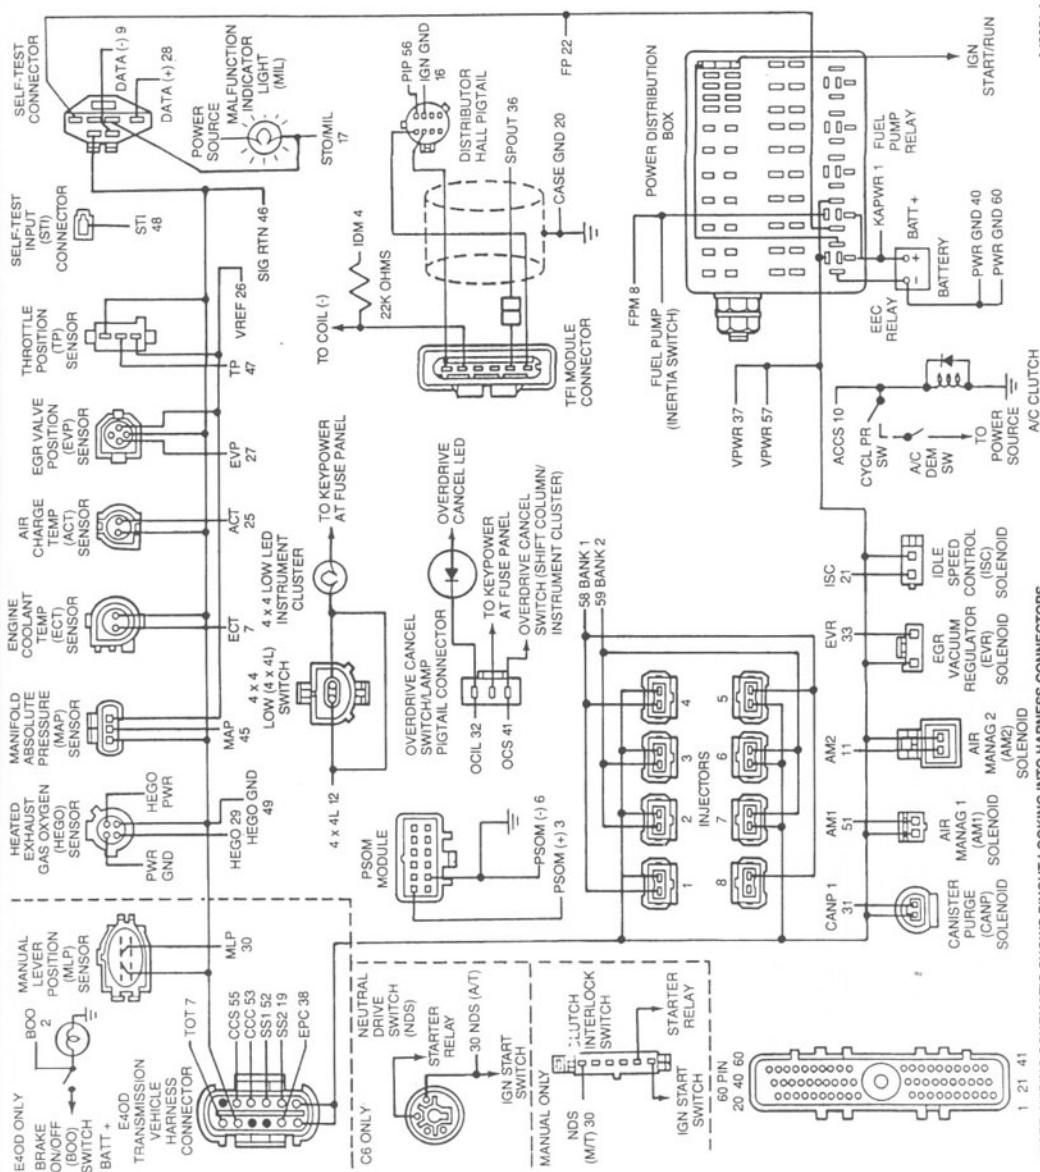 SELF-TEST
CONNECTOR
DATA (-) 9
DATA (+) 28
POWER
SOURCE
MALFUNCTION
INDICATOR
LIGHT
(MIL)
STO/MIL
17
SELF-TEST
INPUT
(STI)
CONNECTOR
STI
48
SIG RTN 46
THROTTLE
POSITION
(TP)
SENSOR
VREF 26
TP
47
EGR VALVE
POSITION
(EVP)
SENSOR
EVP
27
AIR
CHARGE
TEMP
(ACT)
SENSOR
ACT
25
ENGINE
COOLANT
TEMP
(ECT)
SENSOR
ECT
7
MANIFOLD
ABSOLUTE
PRESSURE
(MAP)
SENSOR
MAP
45
HEATED
EXHAUST
GAS OXYGEN
(HEGO)
SENSOR
HEGO
PWR
PWR
GND
HEGO 29
HEGO GND
49
MANUAL
LEVER
POSITION
(MLP)
SENSOR
MLP
30
E4OD ONLY
BOO
2
BRAKE
ON/OFF
(BOO)
SWITCH
BATT +
E4OD
TRANSMISSION
VEHICLE
HARNESS
CONNECTOR
TOT 7
CCS 55
CCC 53
SS1 52
SS2 19
EPC 38
PIP 56
IGN GND
16
DISTRIBUTOR
HALL PIGTAIL
SPOUT 36
CASE GND 20
IDM 4
22K OHMS
TO COIL (-)
TFI MODULE
CONNECTOR
TO KEYPOWER
AT FUSE PANEL
4 x 4 LOW LED
INSTRUMENT
CLUSTER
4 x 4
LOW (4 x 4L)
SWITCH
4 x 4L 12
OVERDRIVE
CANCEL LED
TO KEYPOWER
AT FUSE PANEL
OVERDRIVE CANCEL
SWITCH (SHIFT COLUMN/
INSTRUMENT CLUSTER)
OVERDRIVE CANCEL
SWITCH/LAMP
PIGTAIL CONNECTOR
OCIL 32
OCS 41
PSOM
MODULE
PSOM (-) 6
PSOM (+) 3
C6 ONLY
NEUTRAL
DRIVE
SWITCH
(NDS)
STARTER
RELAY
30 NDS (A/T)
IGN START
SWITCH
MANUAL ONLY
CLUTCH
INTERLOCK
SWITCH
NDS
(M/T) 30
STARTER
RELAY
IGN START
SWITCH
60 PIN
20 40 60
1 21 41
FP 22
POWER DISTRIBUTION
BOX
IGN
START/RUN
FUEL
PUMP
RELAY
KAPWR 1
BATT +
BATTERY
EEC
RELAY
PWR GND 40
PWR GND 60
FPM 8
FUEL PUMP
(INERTIA SWITCH)
VPWR 37
VPWR 57
ACCS 10
CYCL PR
SW
A/C
DEM
SW
TO
POWER
SOURCE
A/C CLUTCH
58 BANK 1
59 BANK 2
1
2
3
4
INJECTORS
8
7
6
5
ISC
21
IDLE
SPEED
CONTROL
(ISC)
SOLENOID
EVR
33
EGR
VACUUM
REGULATOR
(EVR)
SOLENOID
AM2
11
AIR
MANAG 2
(AM2)
SOLENOID
AM1
51
AIR
MANAG 1
(AM1)
SOLENOID
CANP 1
31
CANISTER
PURGE
(CANP)
SOLENOID
LOOKING INTO HARNESS CONNECTORS